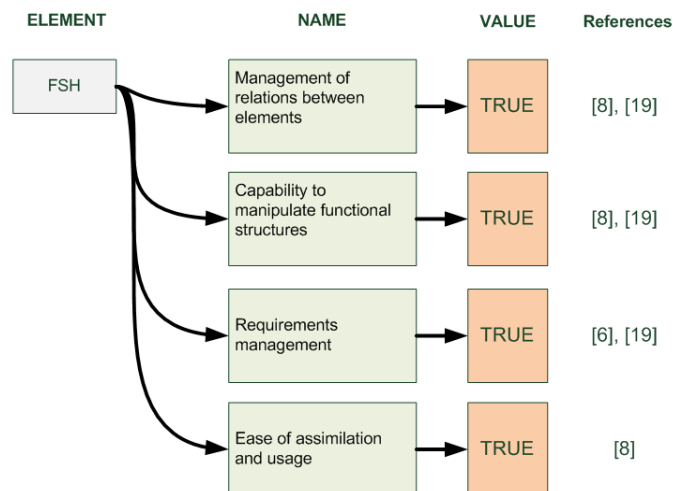 ELEMENT NAME VALUE References
FSH
Management of
relations between
elements
TRUE
[8], [19]
Capability to
manipulate functional
structures
TRUE
[8], [19]
Requirements
management
TRUE
[6], [19]
Ease of assimilation
and usage
TRUE
[8]